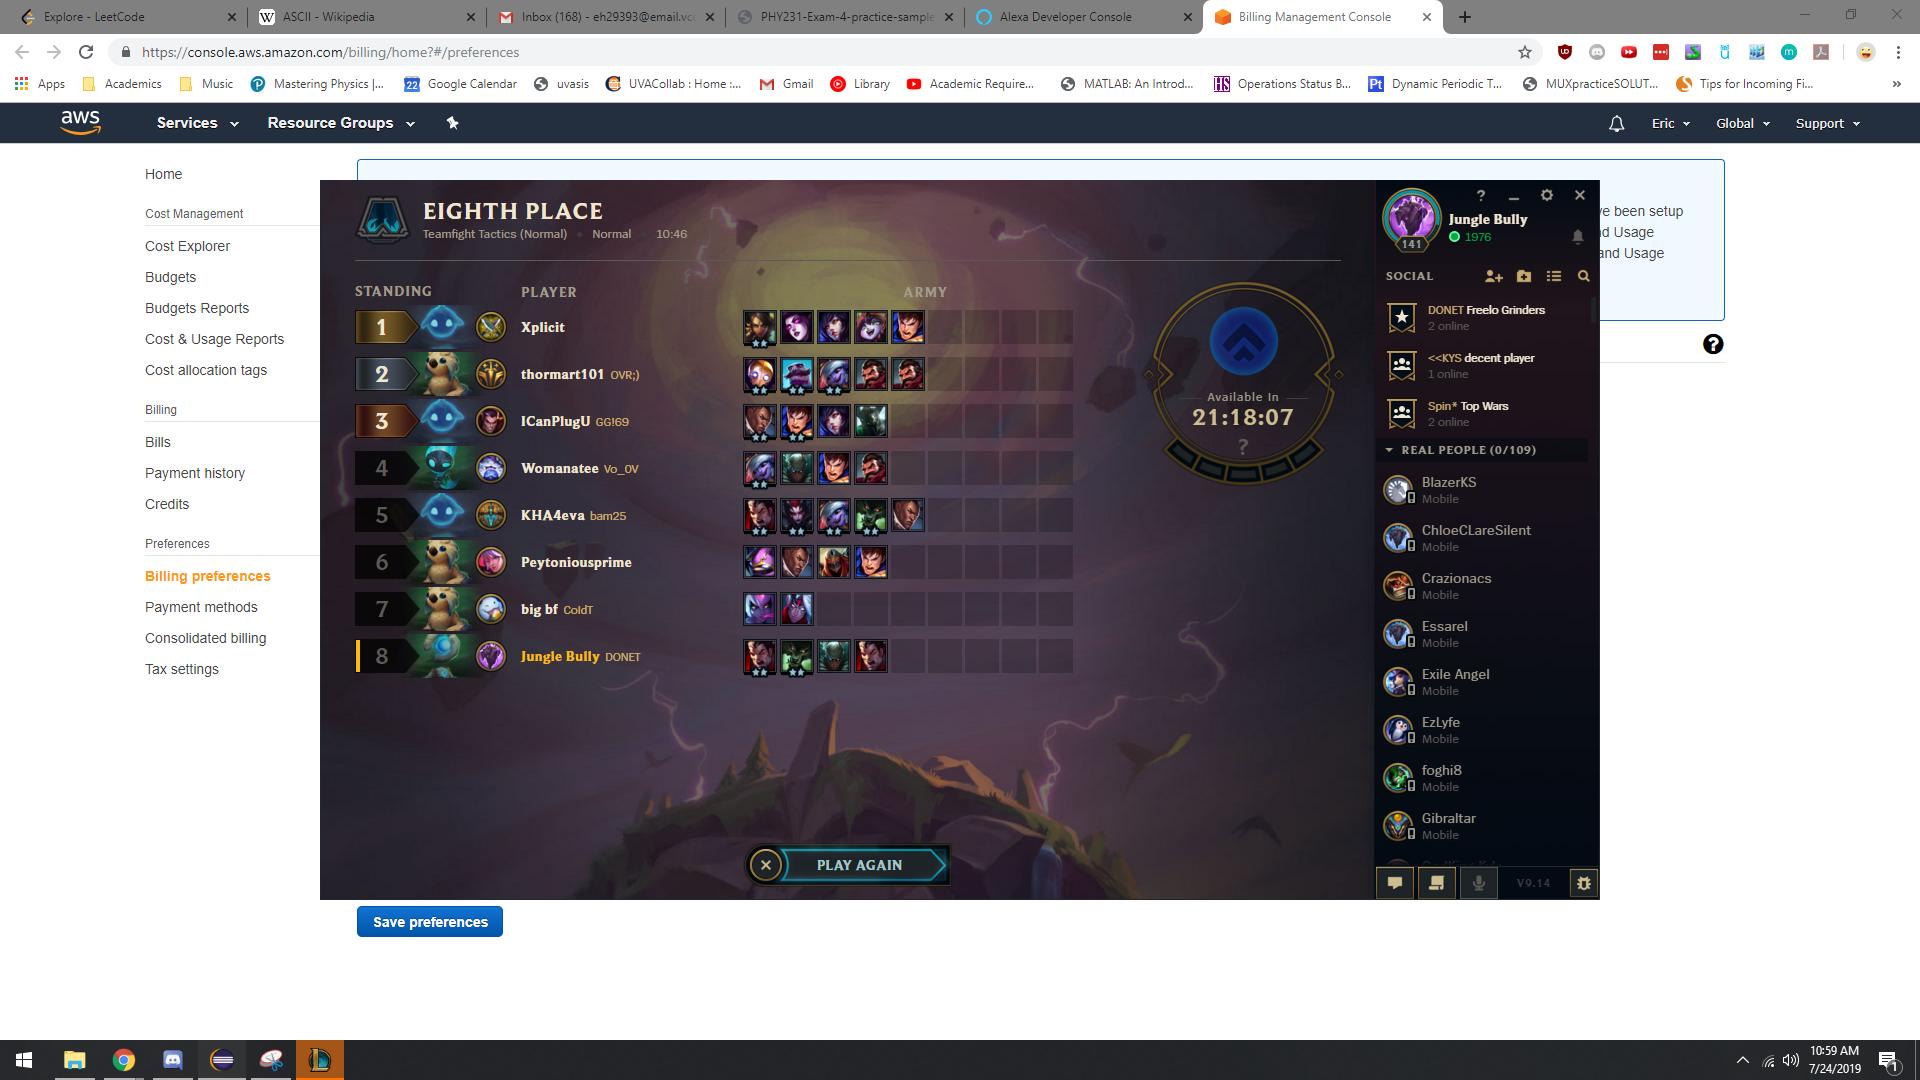 Explore - LeetCode
ASCII - Wikipedia
Inbox (168) - eh29393@email.vc
PHY231-Exam-4-practice-sample
Alexa Developer Console
Billing Management Console
https://console.aws.amazon.com/billing/home?#/preferences
Apps
Academics
Music
Mastering Physics |...
22
Google Calendar
uvasis
UVACollab : Home :...
Gmail
Library
Academic Require...
MATLAB: An Introd...
HS
Operations Status B...
Pt
Dynamic Periodic T...
MUXpracticeSOLUT...
Tips for Incoming Fi...
»
aws
Services
Resource Groups
Eric
Global
Support
Home
Cost Management
Cost Explorer
Budgets
Budgets Reports
Cost & Usage Reports
Cost allocation tags
Billing
Bills
Payment history
Credits
Preferences
Billing preferences
Payment methods
Consolidated billing
Tax settings
ve been setup
nd Usage
and Usage
?
EIGHTH PLACE
Teamfight Tactics (Normal) • Normal • 10:46
STANDING
PLAYER
ARMY
1 Xplicit
2 thormart101 OVR;)
3 ICanPlugU GG!69
4 Womanatee Vo_0V
5 KHA4eva bam25
6 Peytoniousprime
7 big bf ColdT
8 Jungle Bully DONET
Available In
21:18:07
?
PLAY AGAIN
?
Jungle Bully
1976
141
SOCIAL
DONET Freelo Grinders
2 online
<<KYS decent player
1 online
Spin* Top Wars
2 online
REAL PEOPLE (0/109)
BlazerKS
Mobile
ChloeCLareSilent
Mobile
Crazionacs
Mobile
Essarel
Mobile
Exile Angel
Mobile
EzLyfe
Mobile
foghi8
Mobile
Gibraltar
Mobile
V9.14
Save preferences
10:59 AM
7/24/2019
1